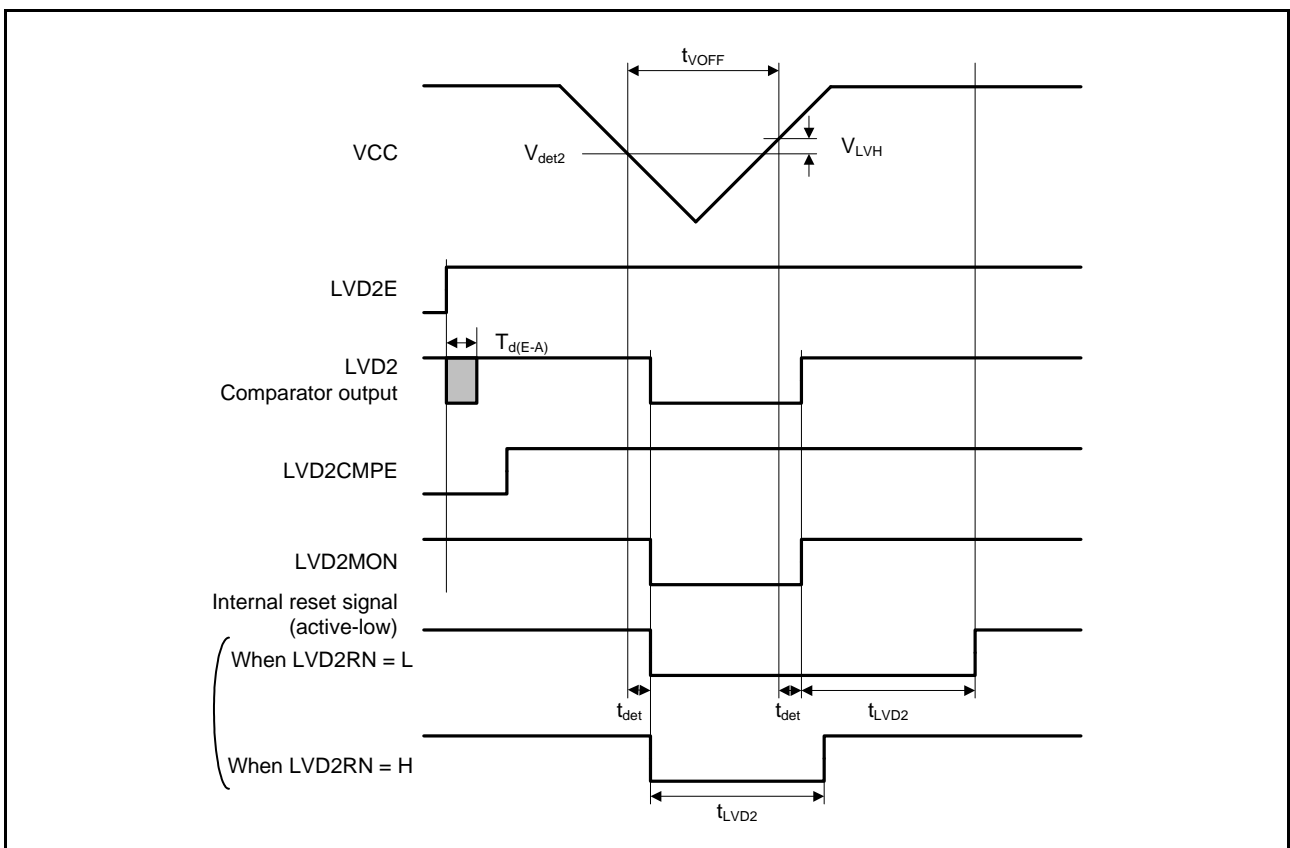 tVOFF
VCC
Vdet2
VLVH
LVD2E
Td(E-A)
LVD2
Comparator output
LVD2CMPE
LVD2MON
Internal reset signal
(active-low)
When LVD2RN = L
tdet
tdet
tLVD2
When LVD2RN = H
tLVD2